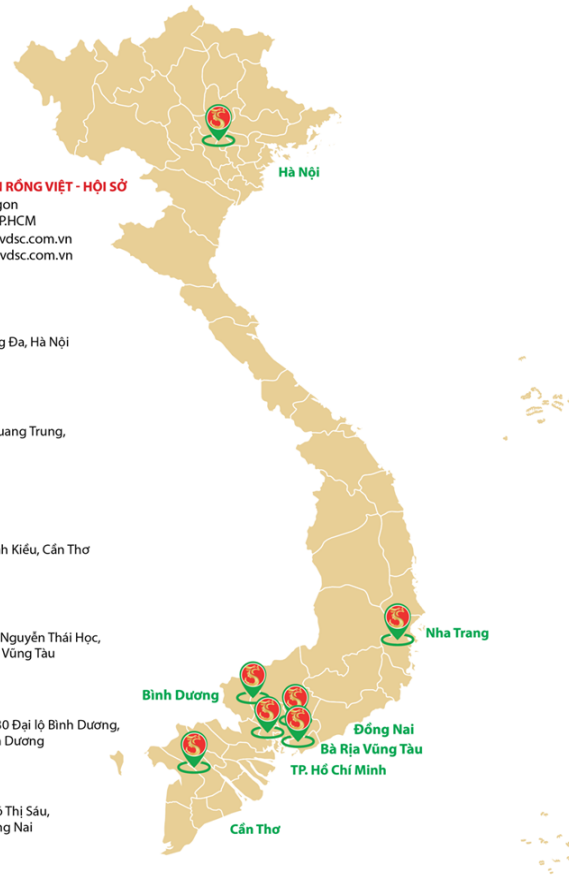 RỒNG VIỆT - HỘI SỞ
gon
P.HCM
vdsc.com.vn
vdsc.com.vn
g Đa, Hà Nội
uang Trung,
h Kiều, Cần Thơ
Nguyễn Thái Học,
Vũng Tàu
30 Đại lộ Bình Dương,
Dương
Thị Sáu,
ng Nai
Hà Nội
Nha Trang
Bình Dương
Đồng Nai
Bà Rịa Vũng Tàu
TP. Hồ Chí Minh
Cần Thơ